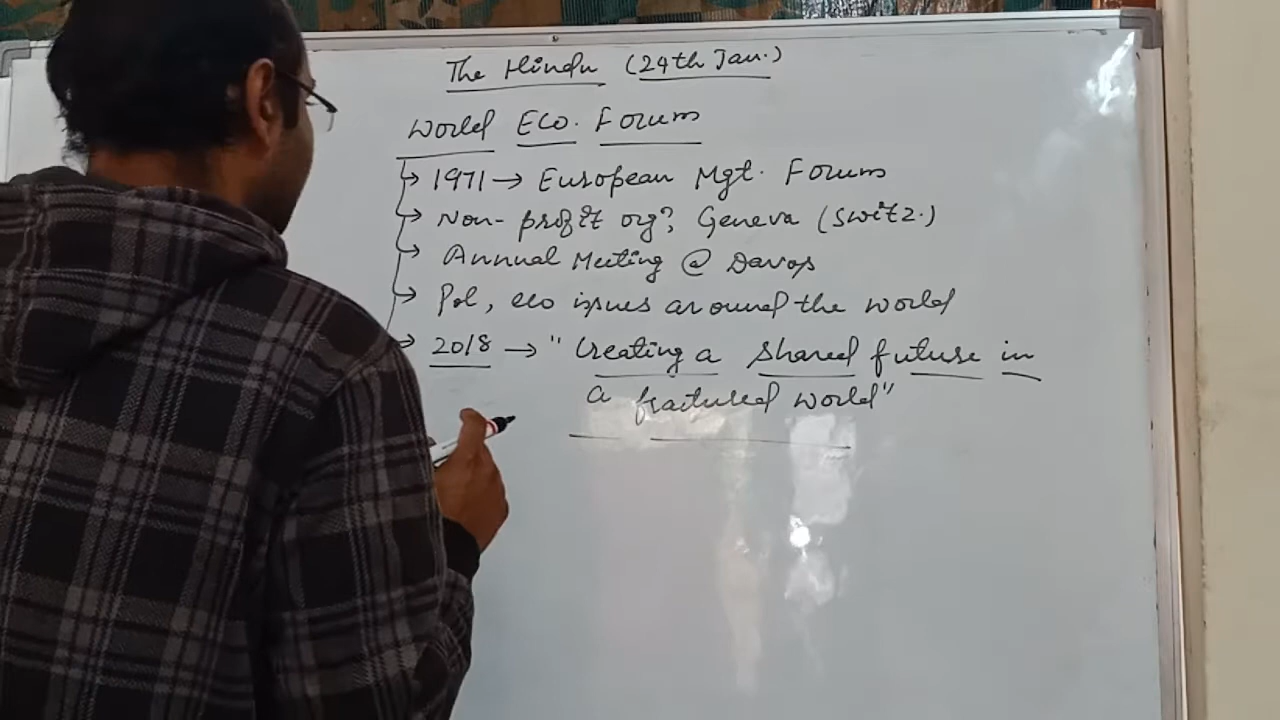 The Hindu (24th Jan.)
World Eco. Forum
→ 1971 → European Mgt. Forum
→ Non-profit orgⁿ, Geneva (Switz.)
→ Annual Meeting @ Davos
→ Pol, eco issues around the world
→ 2018 → "Creating a shared future in
a fractured world"